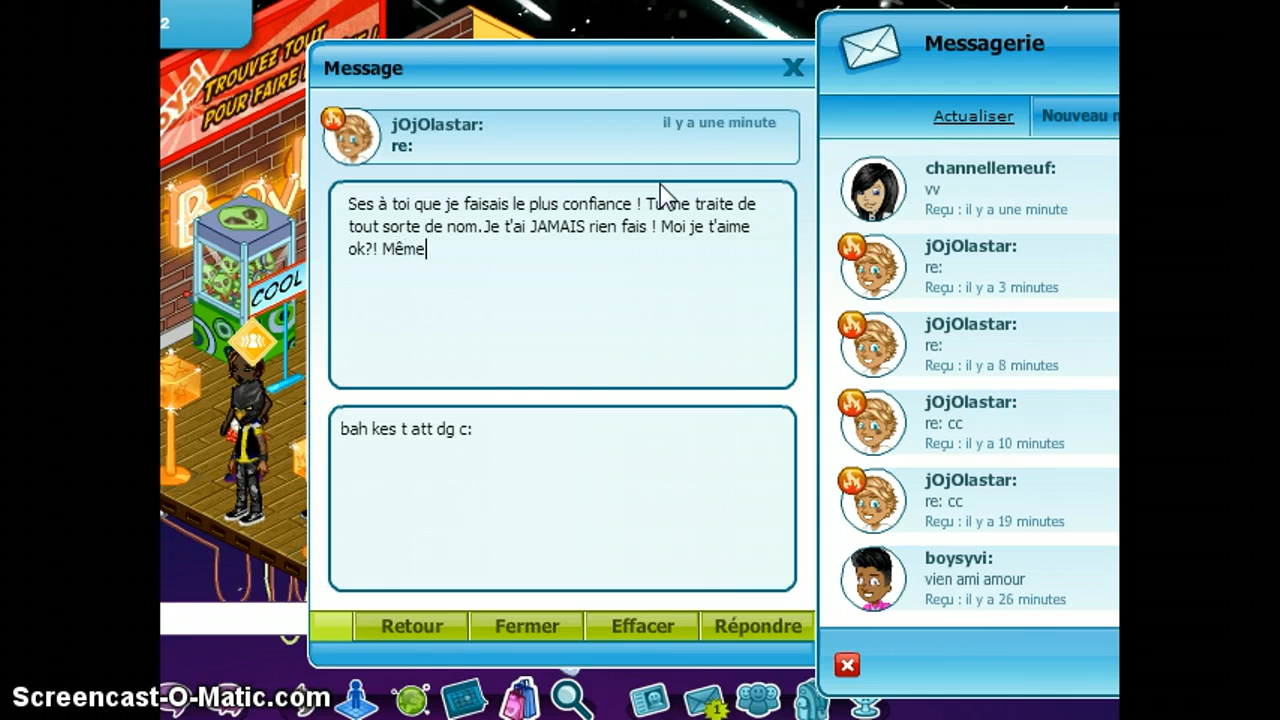 2
TROUVEZ TOUT
POUR FAIRE
COOL
Message
X
jOjOlastar:
il y a une minute
re:
Ses à toi que je faisais le plus confiance ! Tu me traite de
tout sorte de nom.Je t'ai JAMAIS rien fais ! Moi je t'aime
ok?! Même
bah kes t att dg c:
Retour
Fermer
Effacer
Répondre
Messagerie
Actualiser
Nouveau
channellemeuf:
vv
Reçu : il y a une minute
jOjOlastar:
re:
Reçu : il y a 3 minutes
jOjOlastar:
re:
Reçu : il y a 8 minutes
jOjOlastar:
re: cc
Reçu : il y a 10 minutes
jOjOlastar:
re: cc
Reçu : il y a 19 minutes
boysyvi:
vien ami amour
Reçu : il y a 26 minutes
1
Screencast-O-Matic.com